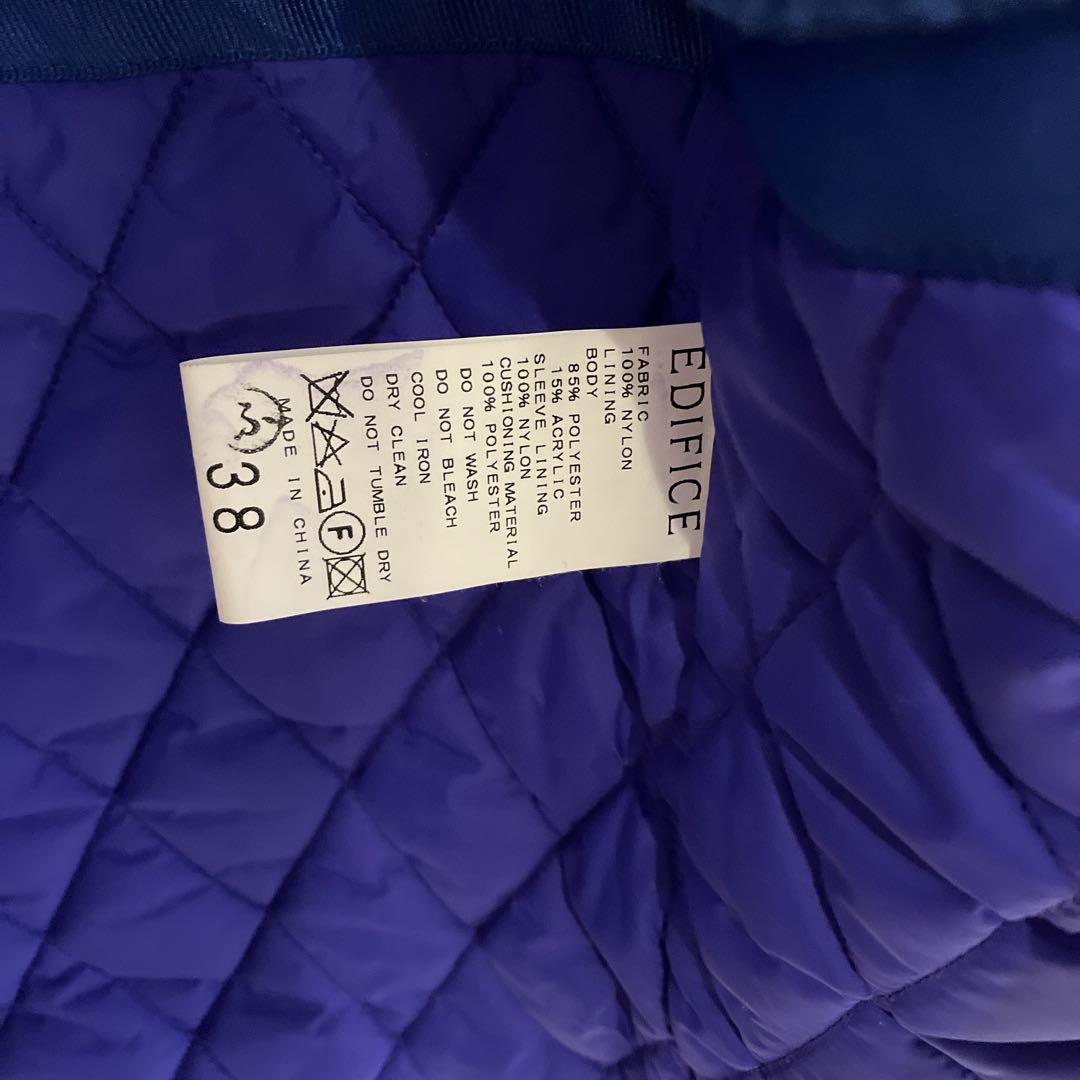 EDIFICE
FABRIC
100% NYLON
LINING
BODY
85% POLYESTER
15% ACRYLIC
SLEEVE LINING
100% NYLON
CUSHIONING MATERIAL
100% POLYESTER
DO NOT WASH
DO NOT BLEACH
COOL IRON
DRY CLEAN
DO NOT TUMBLE DRY
F
MADE IN CHINA
38